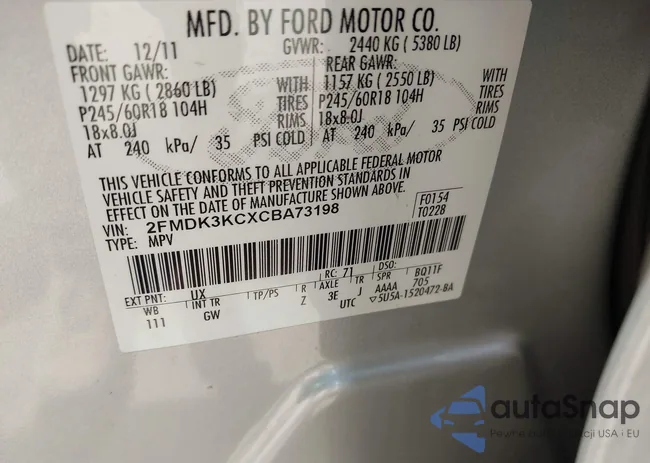 MFD. BY FORD MOTOR CO.
DATE: 12/11 GVWR: 2440 KG ( 5380 LB)
FRONT GAWR: REAR GAWR:
1297 KG ( 2860 LB) WITH 1157 KG ( 2550 LB) WITH
P245/60R18 104H TIRES P245/60R18 104H TIRES
18x8.0J RIMS 18x8.0J RIMS
AT 240 kPa/ 35 PSI COLD AT 240 kPa/ 35 PSI COLD
THIS VEHICLE CONFORMS TO ALL APPLICABLE FEDERAL MOTOR
VEHICLE SAFETY AND THEFT PREVENTION STANDARDS IN
EFFECT ON THE DATE OF MANUFACTURE SHOWN ABOVE.
VIN: 2FMDK3KCXCBA73198 F0154
TYPE: MPV T0228
EXT PNT: UX RC: 71 DSO:
WB INT TR TP/PS R AXLE TR SPR BQ11F
111 GW Z 3E J AAAA 705
UTC ▽5U5A-1520472-BA
autoSnap
USA - EU